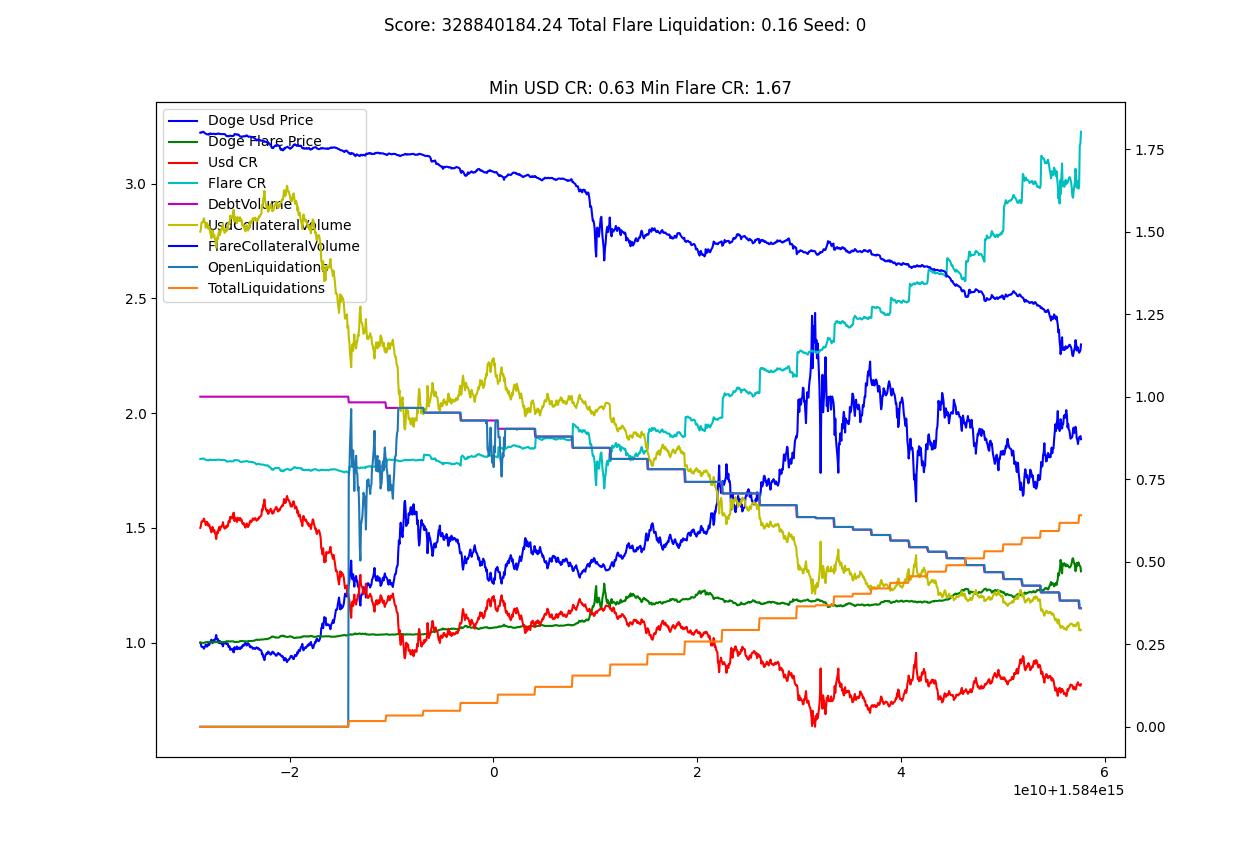 Score: 328840184.24 Total Flare Liquidation: 0.16 Seed: 0
Min USD CR: 0.63 Min Flare CR: 1.67
Doge Usd Price
Doge Flare Price
Usd CR
Flare CR
DebtVolume
UsdCollateralVolume
FlareCollateralVolume
OpenLiquidations
TotalLiquidations
3.0
2.5
2.0
1.5
1.0
1.75
1.50
1.25
1.00
0.75
0.50
0.25
0.00
−2 0 2 4 6
1e10+1.584e15